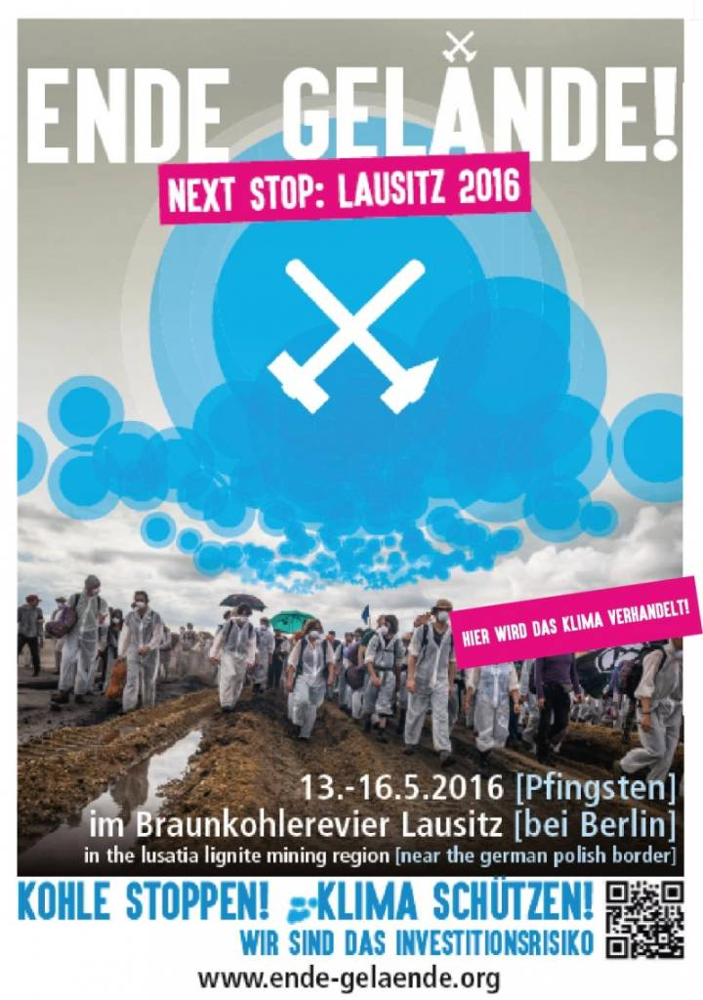 ENDE GELÄNDE!
NEXT STOP: LAUSITZ 2016
HIER WIRD DAS KLIMA VERHANDELT!
13.-16.5.2016 [Pfingsten]
im Braunkohlerevier Lausitz [bei Berlin]
in the lusatia lignite mining region [near the german polish border]
KOHLE STOPPEN! KLIMA SCHÜTZEN!
WIR SIND DAS INVESTITIONSRISIKO
www.ende-gelaende.org